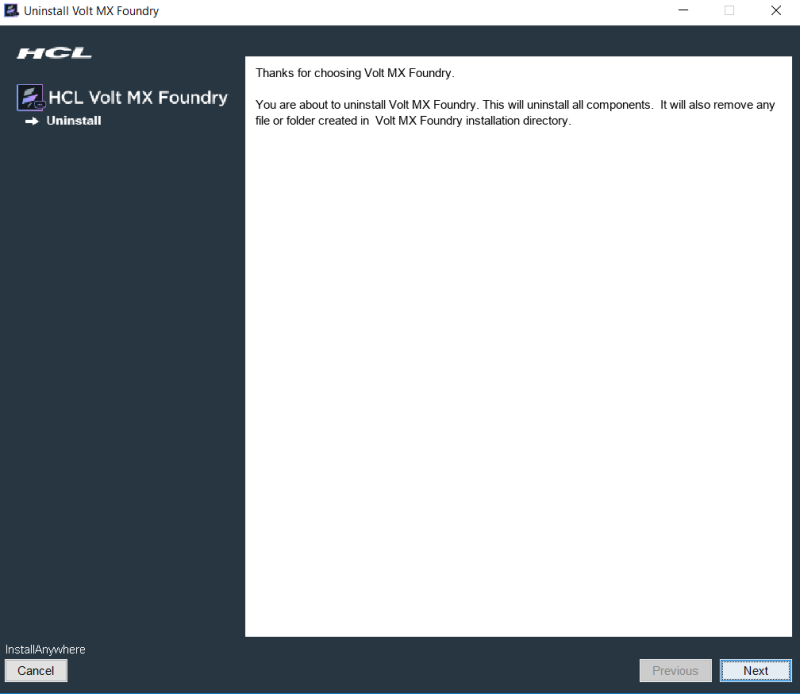 Uninstall Volt MX Foundry
HCL
HCL Volt MX Foundry
Uninstall
Thanks for choosing Volt MX Foundry.
You are about to uninstall Volt MX Foundry. This will uninstall all components.  It will also remove any
file or folder created in  Volt MX Foundry installation directory.
InstallAnywhere
Cancel
Previous
Next